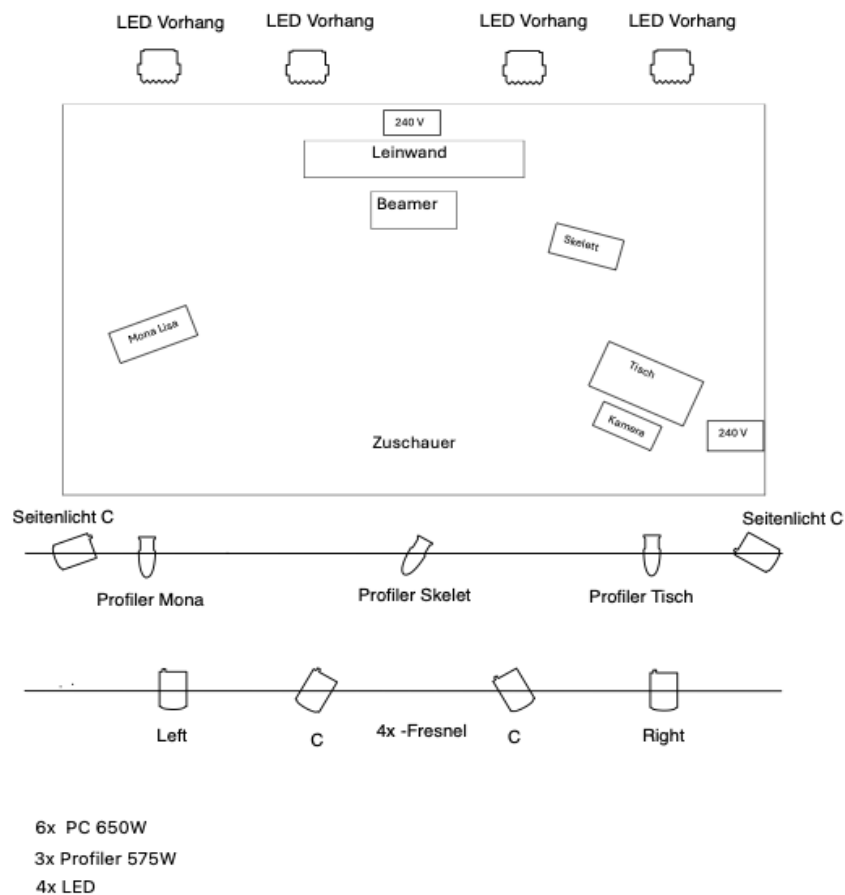 LED Vorhang
LED Vorhang
LED Vorhang
LED Vorhang
240 V
Leinwand
Beamer
Skelett
Mona Lisa
Tisch
Kamera
240 V
Zuschauer
Seitenlicht C
Seitenlicht C
Profiler Mona
Profiler Skelet
Profiler Tisch
Left
C
4x -Fresnel
C
Right
6x PC 650W
3x Profiler 575W
4x LED